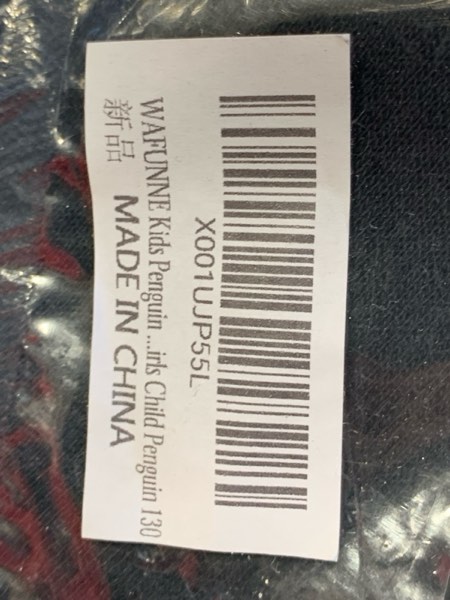 X001UJP55L
WAFUNNE Kids Penguin ...irls Child Penguin 130
新品 MADE IN CHINA